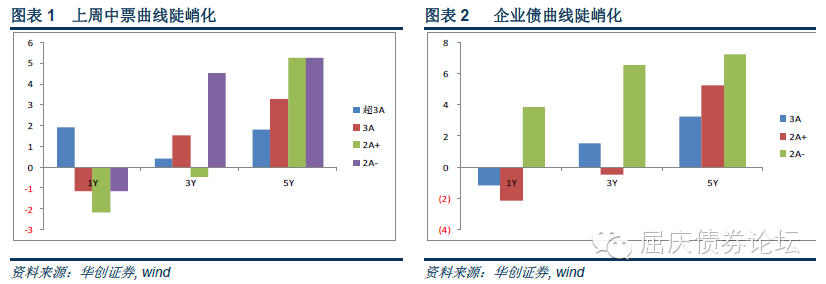 图表 1 上周中票曲线陡峭化
6
5
4
3
2
1
0
-1
-2
-3
1Y
3Y
5Y
超3A
3A
2A+
2A-
资料来源：华创证券, wind
图表 2 企业债曲线陡峭化
8
6
4
2
0
(2)
(4)
1Y
3Y
5Y
3A
2A+
2A-
屈庆债券论坛
资料来源：华创证券, wind